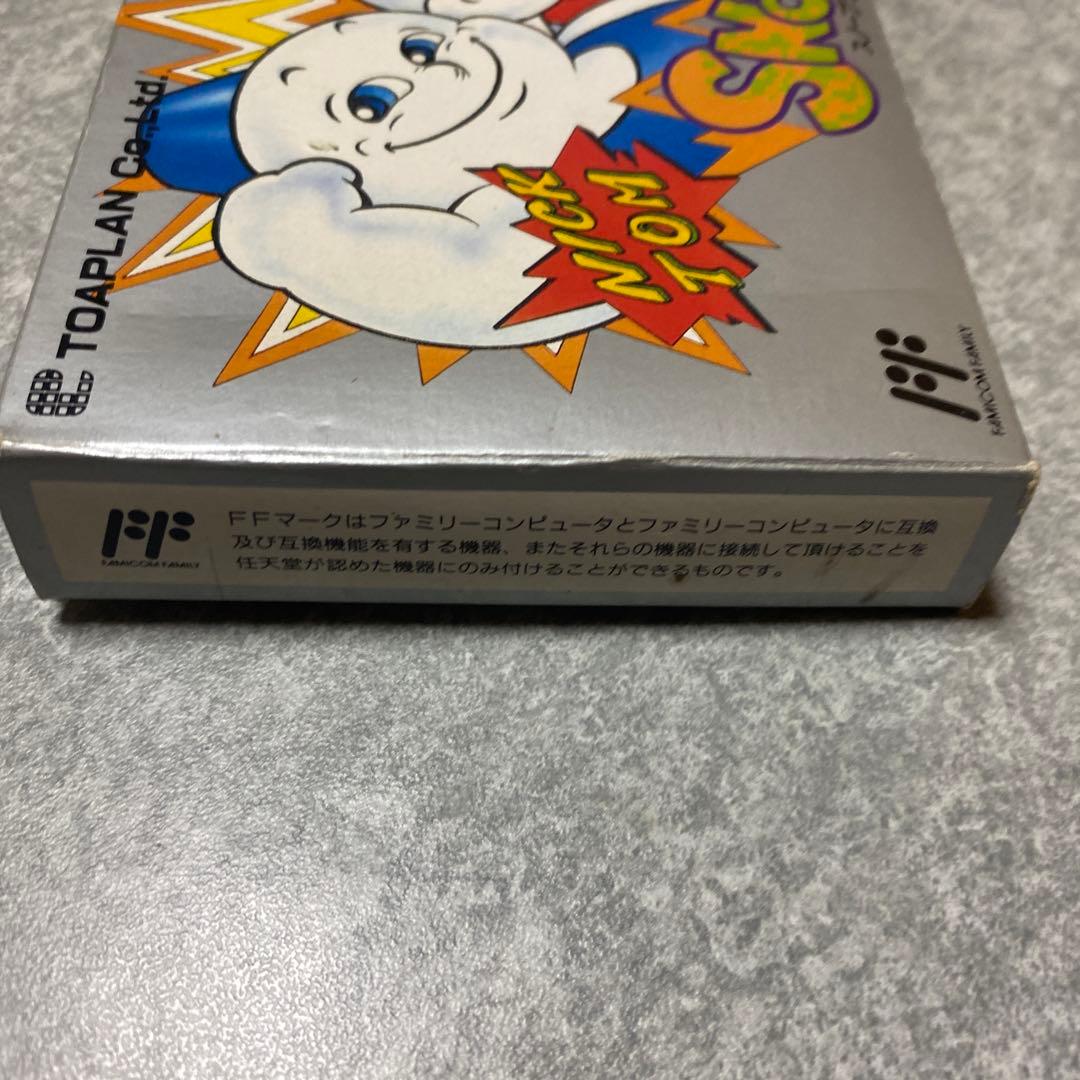 TOAPLAN Co.,Ltd.
NICK
TOM
FAMICOM FAMILY
FAMICOM FAMILY
FFマークはファミリーコンピュータとファミリーコンピュータに互換
及び互換機能を有する機器、またそれらの機器に接続して頂けることを
任天堂が認めた機器にのみ付けることができるものです。